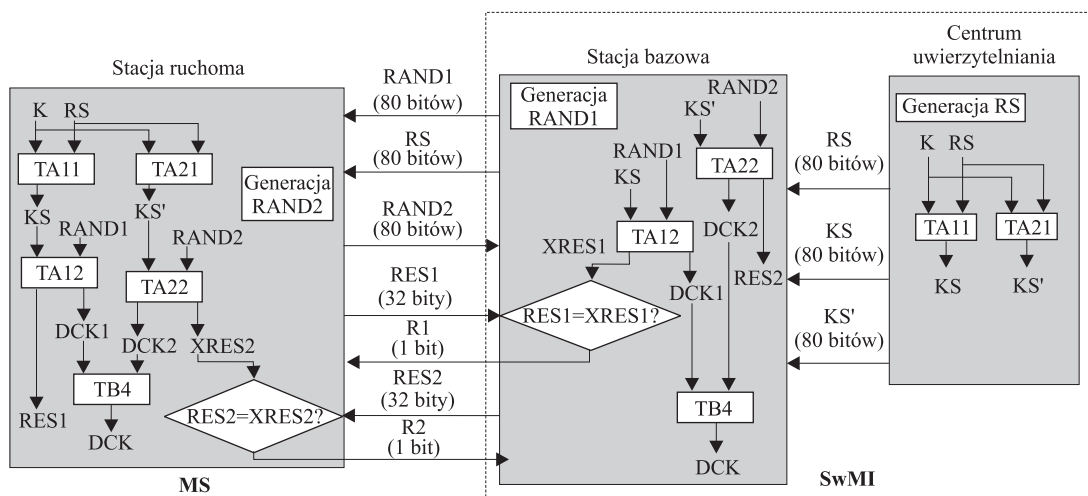 Stacja ruchoma
K RS
TA11
TA21
KS
KS'
Generacja
RAND2
RAND1
RAND2
TA12
TA22
DCK1
DCK2
XRES2
TB4
RES1
DCK
RES2=XRES2?
MS
RAND1
(80 bitów)
RS
(80 bitów)
RAND2
(80 bitów)
RES1
(32 bity)
R1
(1 bit)
RES2
(32 bity)
R2
(1 bit)
Stacja bazowa
Generacja
RAND1
RAND2
KS'
RAND1
KS
TA22
TA12
DCK2
XRES1
RES2
DCK1
RES1=XRES1?
TB4
DCK
SwMI
RS
(80 bitów)
KS
(80 bitów)
KS'
(80 bitów)
Centrum
uwierzytelniania
Generacja RS
K RS
TA11
TA21
KS
KS'